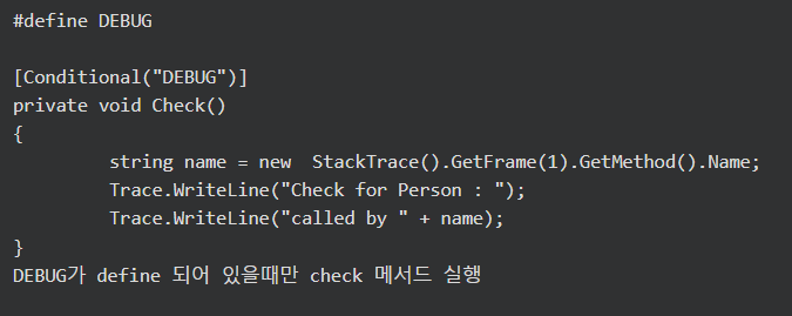 #define DEBUG
[Conditional("DEBUG")]
private void Check()
{
string name = new  StackTrace().GetFrame(1).GetMethod().Name;
Trace.WriteLine("Check for Person : ");
Trace.WriteLine("called by " + name);
}
DEBUG가 define 되어 있을때만 check 메서드 실행